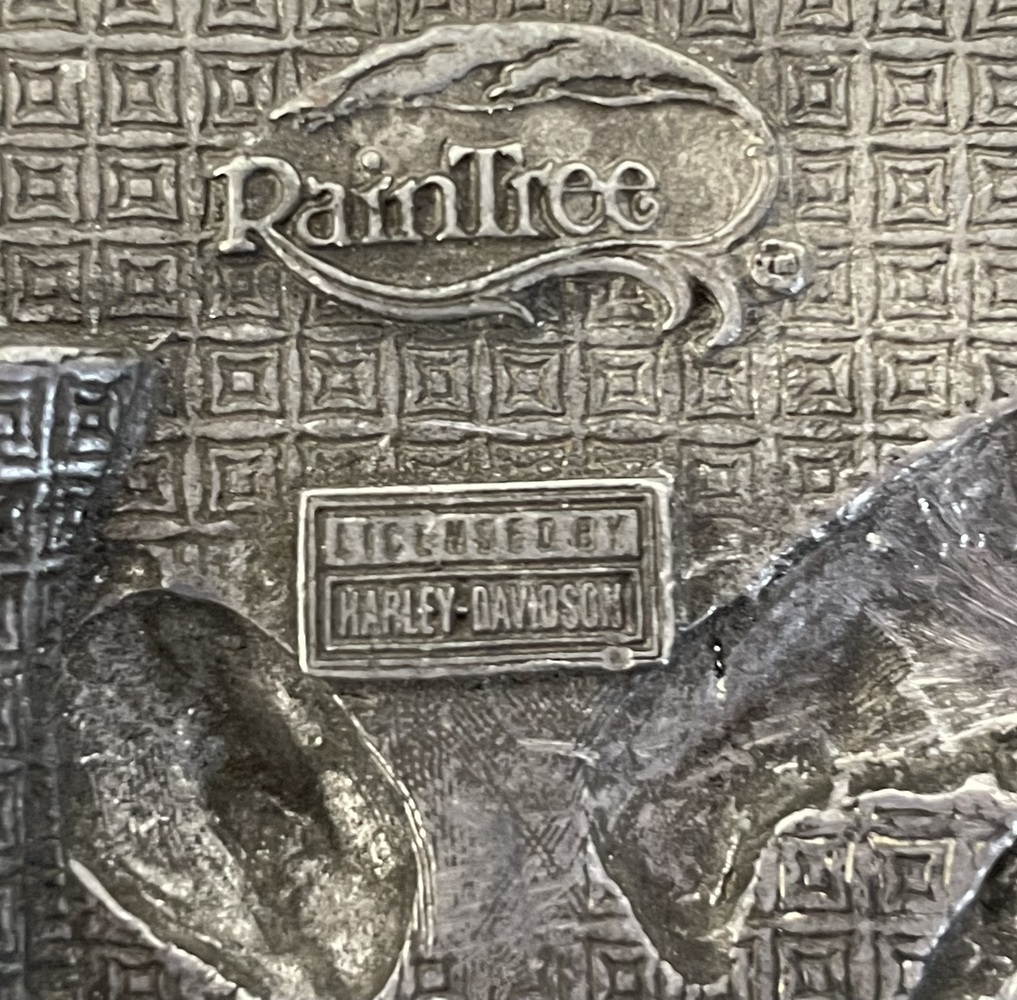 RainTree
®
LICENSED BY
HARLEY-DAVIDSON